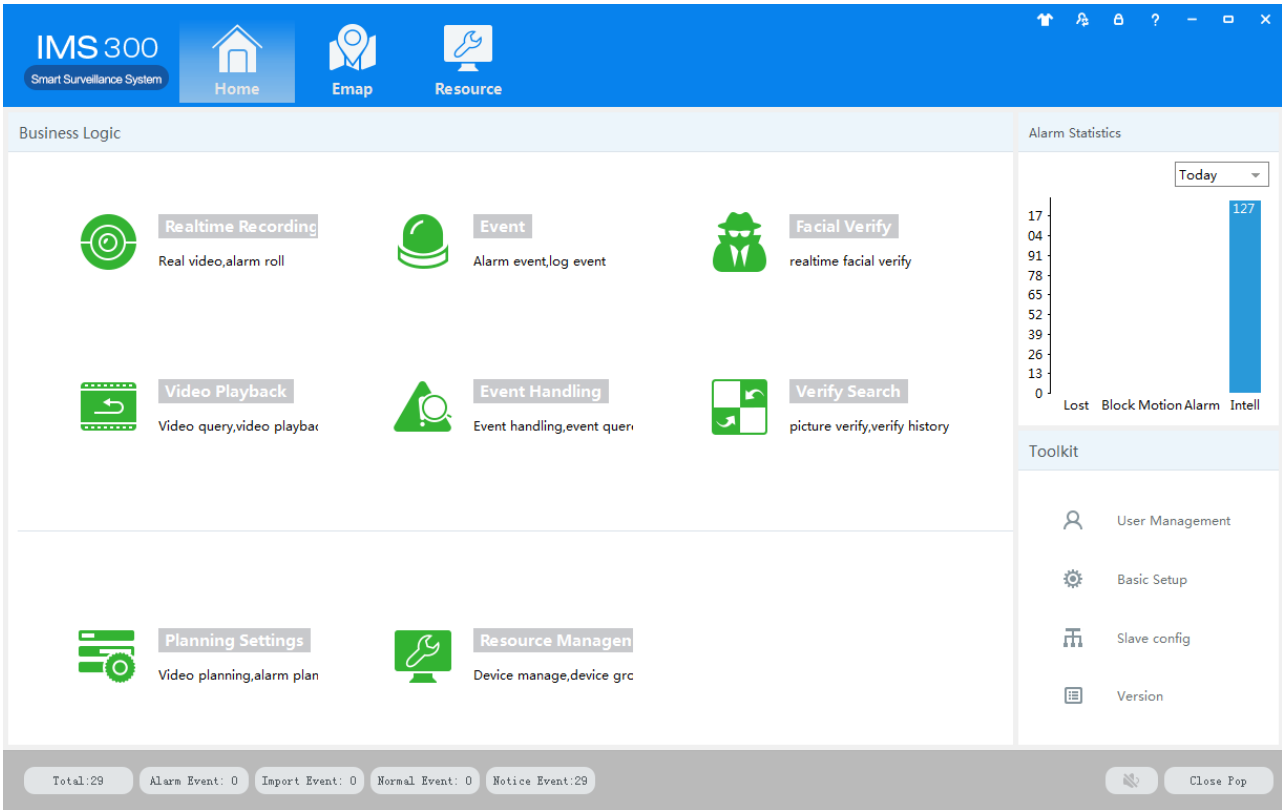 IMS 300
Smart Surveillance System
Home
Emap
Resource
?
Business Logic
Realtime Recording
Real video,alarm roll
Event
Alarm event,log event
Facial Verify
realtime facial verify
Video Playback
Video query,video playbac
Event Handling
Event handling,event quer
Verify Search
picture verify,verify history
Planning Settings
Video planning,alarm plan
Resource Managen
Device manage,device grc
Alarm Statistics
Today
127
17
04
91
78
65
52
39
26
13
0
Lost Block Motion Alarm Intell
Toolkit
User Management
Basic Setup
Slave config
Version
Total:29
Alarm Event: 0
Import Event: 0
Normal Event: 0
Notice Event:29
Close Pop